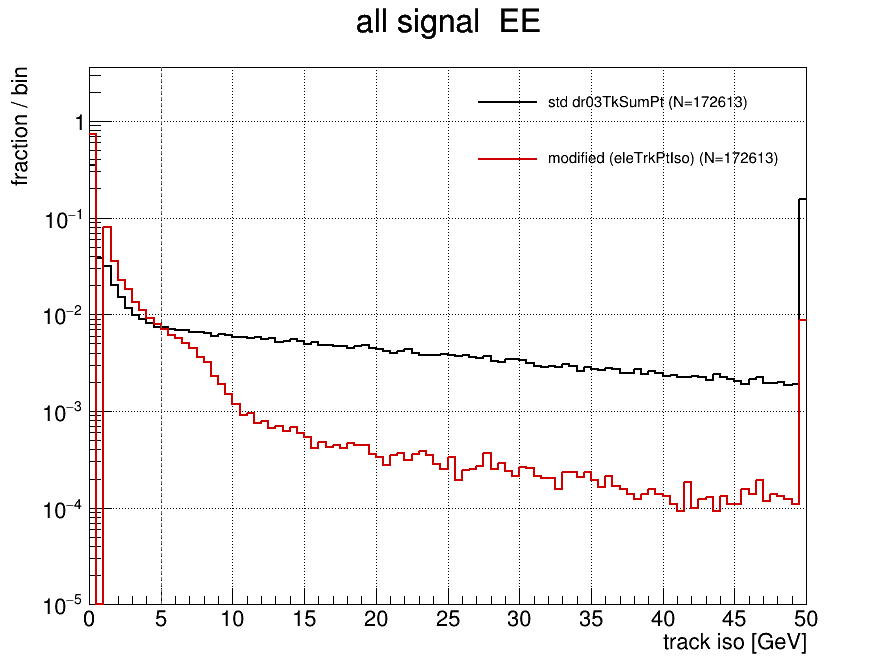 all signal  EE
fraction / bin
std dr03TkSumPt (N=172613)
modified (eleTrkPtIso) (N=172613)
1
10−1
10−2
10−3
10−4
10−5
0 5 10 15 20 25 30 35 40 45 50
track iso [GeV]